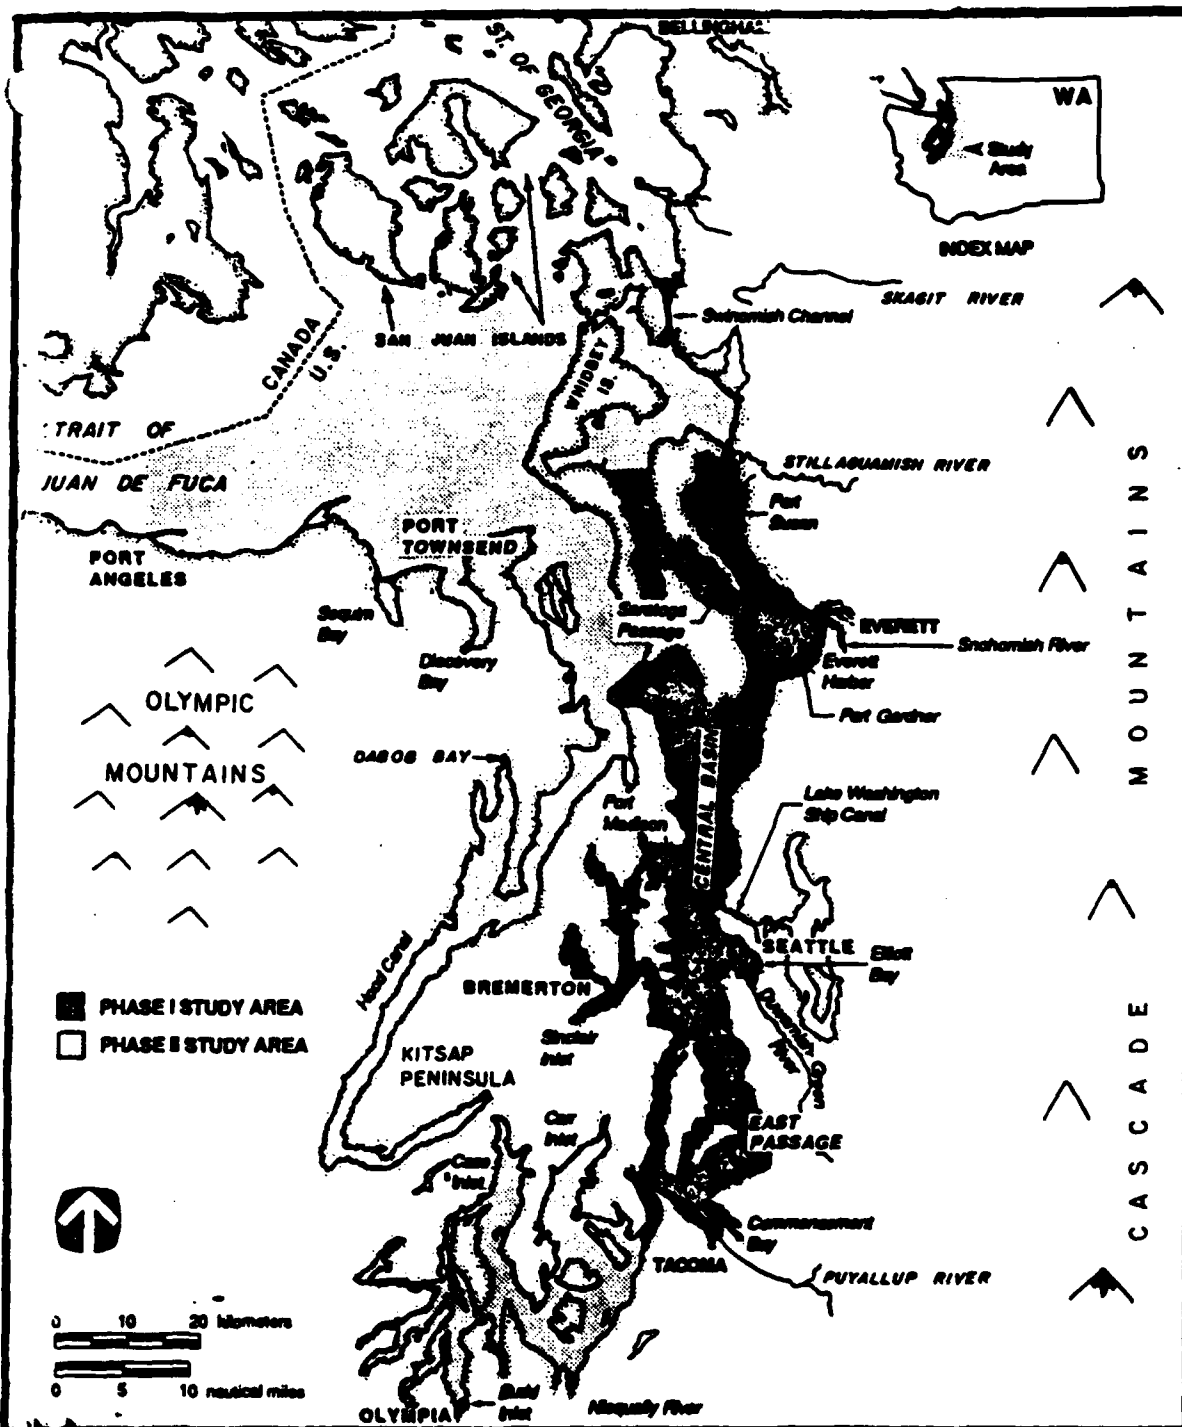 BELLINGHA
ST. OF GEORGIA
WA
Study
Area
INDEX MAP
SKAGIT RIVER
Swinomish Channel
SAN JUAN ISLANDS
CANADA
U.S.
WHIDBEY
IS.
TRAIT OF
JUAN DE FUCA
STILLAGUAMISH RIVER
Port
Susan
PORT
TOWNSEND
PORT
ANGELES
Sequim
Bay
Discovery
Bay
Saratoga
Passage
EVERETT
Snohomish River
Everett
Harbor
Port Gardner
OLYMPIC
MOUNTAINS
DABOB BAY
CENTRAL BASIN
Port
Madison
Lake Washington
Ship Canal
SEATTLE
Elliott
Bay
Hood Canal
BREMERTON
Sinclair
Inlet
Duwamish
River
Green
PHASE I STUDY AREA
PHASE II STUDY AREA
KITSAP
PENINSULA
EAST
PASSAGE
Carr
Inlet
Case
Inlet
Commencement
Bay
TACOMA
PUYALLUP RIVER
CASCADE MOUNTAINS
0 10 20 kilometers
0 5 10 nautical miles
OLYMPIA
Budd
Inlet
Nisqually River